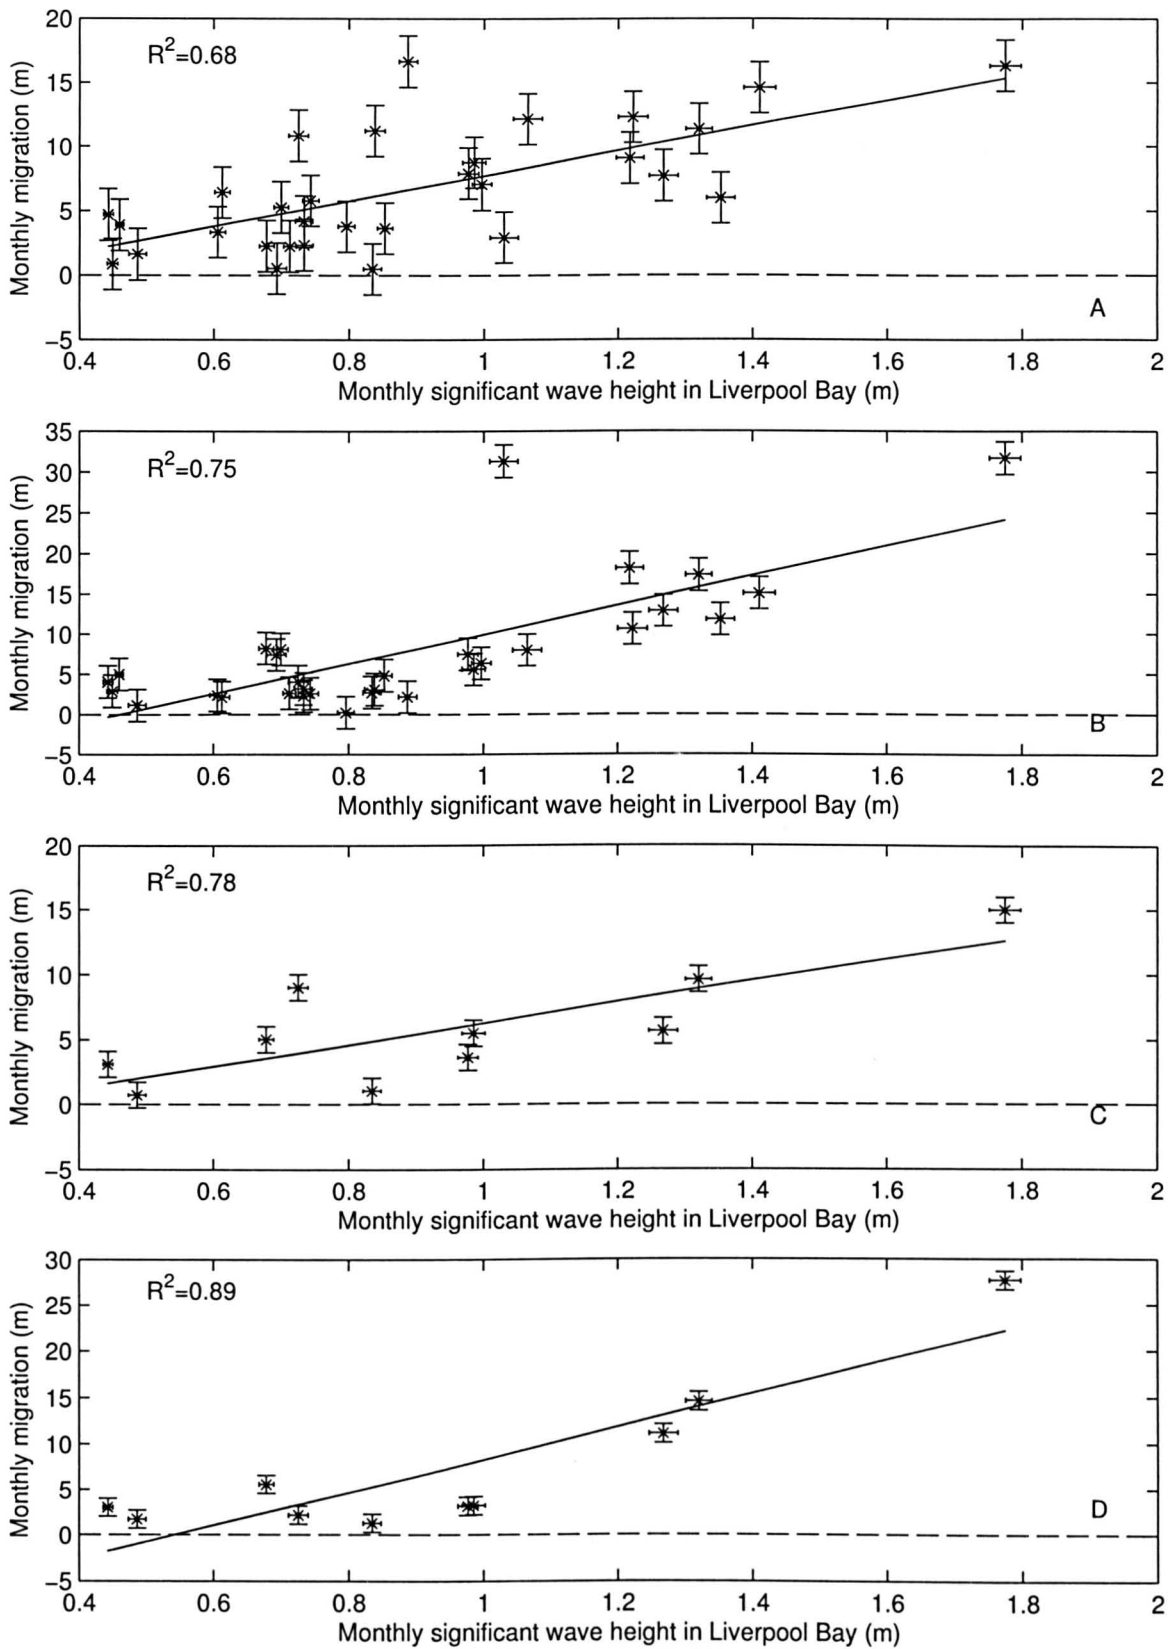 20
R²=0.68
15
10
5
0
−5
Monthly migration (m)
A
0.4 0.6 0.8 1 1.2 1.4 1.6 1.8 2
Monthly significant wave height in Liverpool Bay (m)
35
R²=0.75
30
25
20
15
10
5
0
−5
Monthly migration (m)
B
0.4 0.6 0.8 1 1.2 1.4 1.6 1.8 2
Monthly significant wave height in Liverpool Bay (m)
20
R²=0.78
15
10
5
0
−5
Monthly migration (m)
C
0.4 0.6 0.8 1 1.2 1.4 1.6 1.8 2
Monthly significant wave height in Liverpool Bay (m)
30
R²=0.89
25
20
15
10
5
0
−5
Monthly migration (m)
D
0.4 0.6 0.8 1 1.2 1.4 1.6 1.8 2
Monthly significant wave height in Liverpool Bay (m)